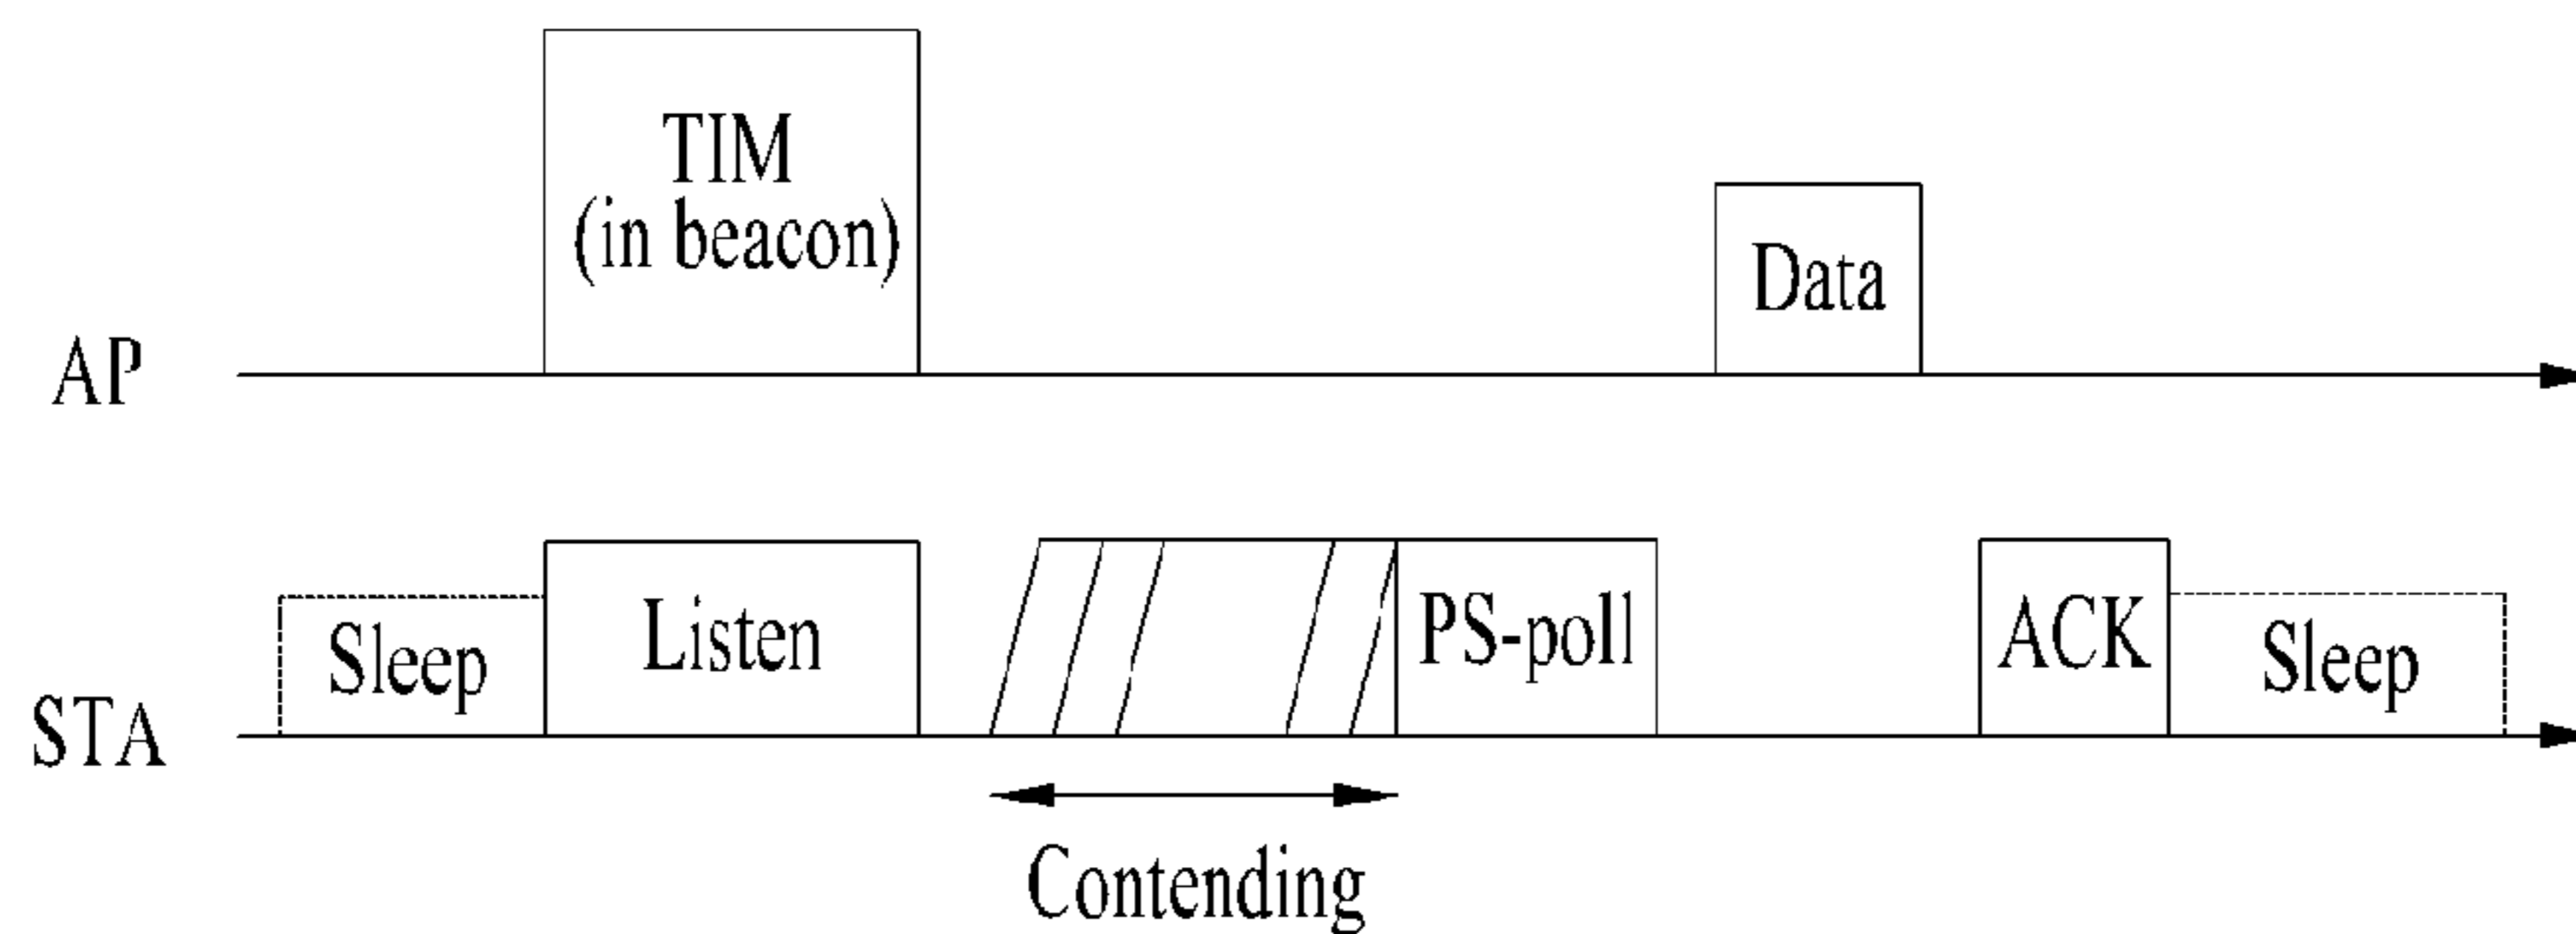 TIM
(in beacon)
Data
AP
Sleep
Listen
PS-poll
ACK
Sleep
STA
Contending